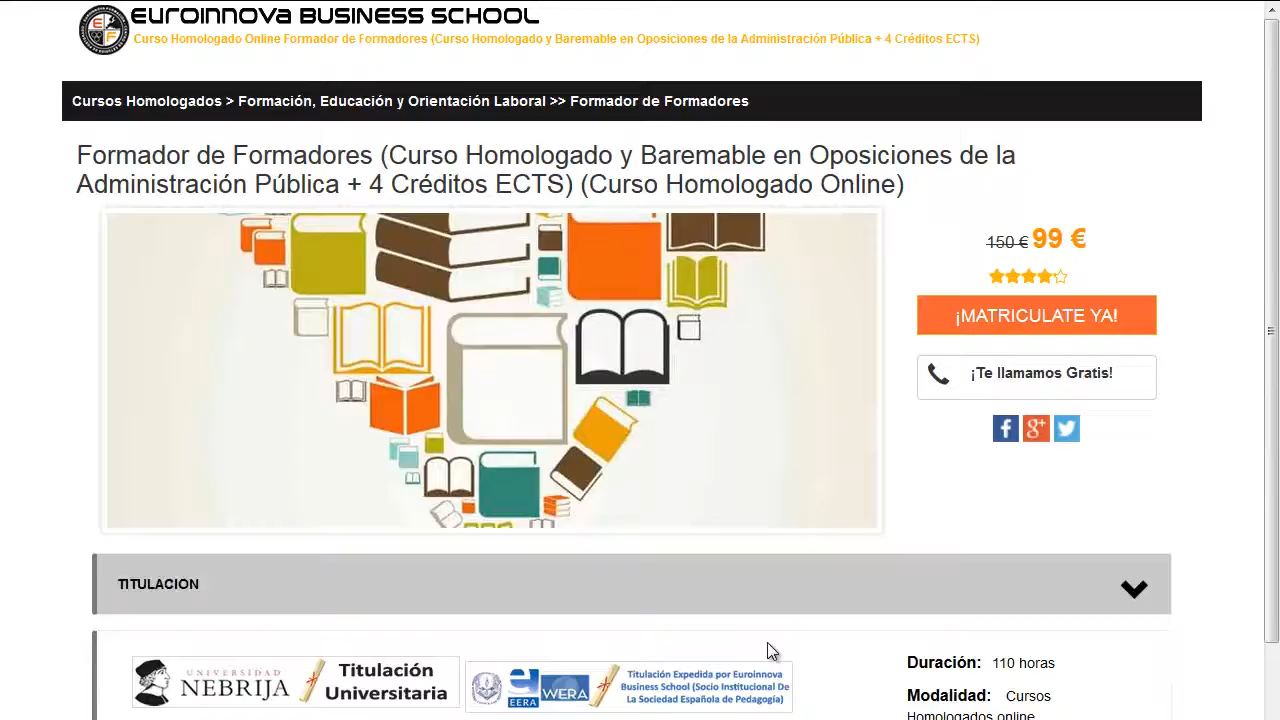 EUROINNOVA BUSINESS SCHOOL
Curso Homologado Online Formador de Formadores (Curso Homologado y Baremable en Oposiciones de la Administración Pública + 4 Créditos ECTS)
Cursos Homologados > Formación, Educación y Orientación Laboral >> Formador de Formadores
Formador de Formadores (Curso Homologado y Baremable en Oposiciones de la
Administración Pública + 4 Créditos ECTS) (Curso Homologado Online)
150 € 99 €
¡MATRICULATE YA!
¡Te llamamos Gratis!
TITULACION
UNIVERSIDAD
NEBRIJA
Titulación
Universitaria
EERA
WERA
Titulación Expedida por Euroinnova
Business School (Socio Institucional De
La Sociedad Española de Pedagogía)
Duración: 110 horas
Modalidad: Cursos
Homologados online